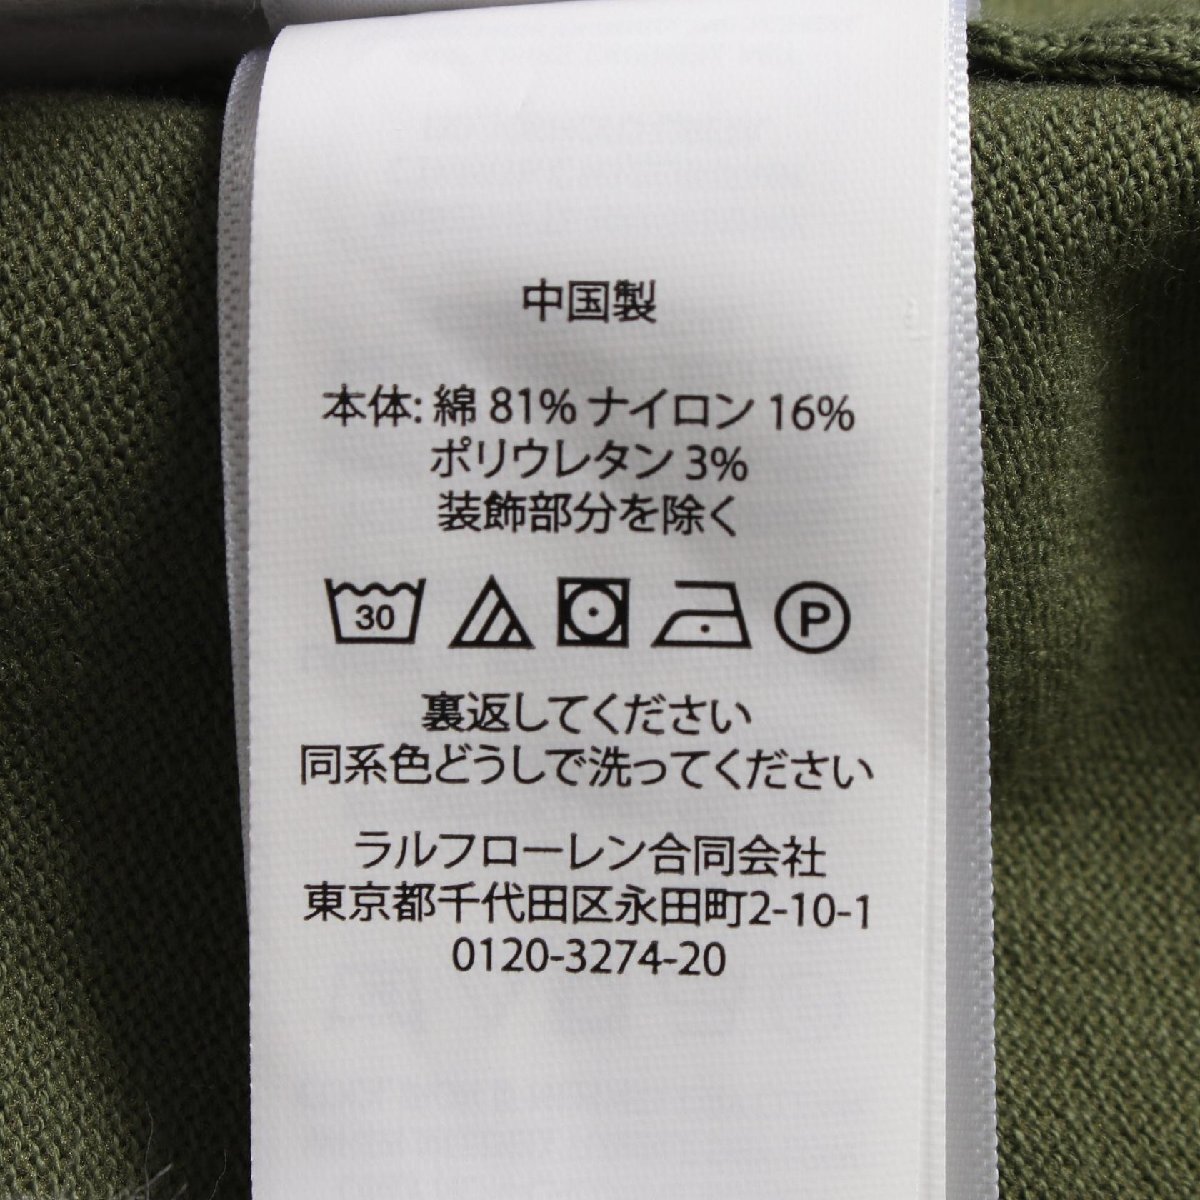 中国製
本体: 綿 81% ナイロン 16%
ポリウレタン 3%
装飾部分を除く
30 P
裏返してください
同系色どうしで洗ってください
ラルフローレン合同会社
東京都千代田区永田町2-10-1
0120-3274-20